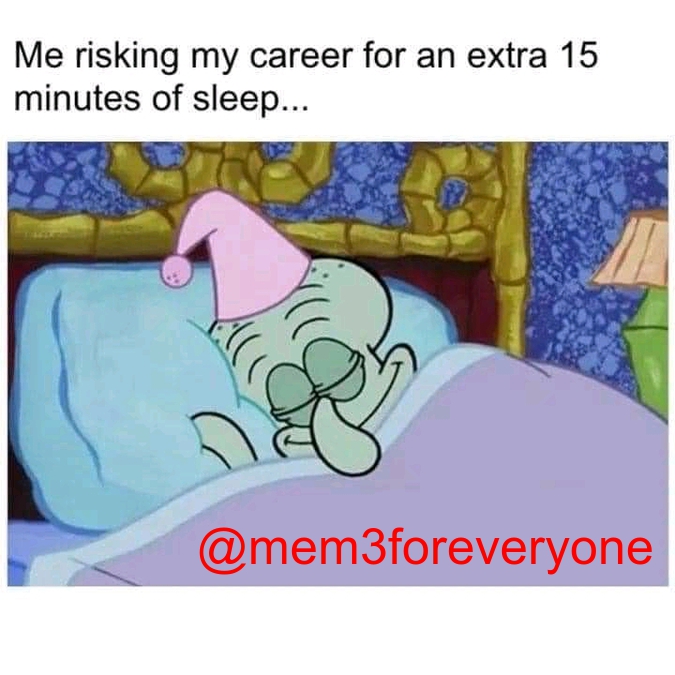 Me risking my career for an extra 15
minutes of sleep...
@mem3foreveryone